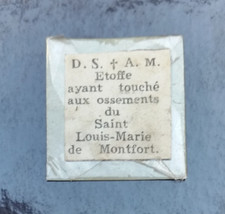 D. S. † A. M.
Etoffe
ayant touché
aux ossements
du
Saint
Louis-Marie
de Montfort.